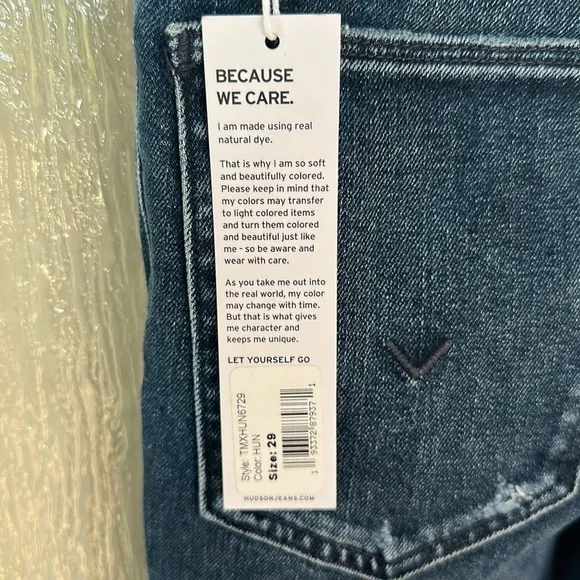 BECAUSE
WE CARE.
I am made using real
natural dye.
That is why I am so soft
and beautifully colored.
Please keep in mind that
my colors may transfer
to light colored items
and turn them colored
and beautiful just like
me - so be aware and
wear with care.
As you take me out into
the real world, my color
may change with time.
But that is what gives
me character and
keeps me unique.
LET YOURSELF GO
Style: TMXHUN6729
Color: HUN
Size: 29
1 93372 87937 1
HUDSONJEANS.COM